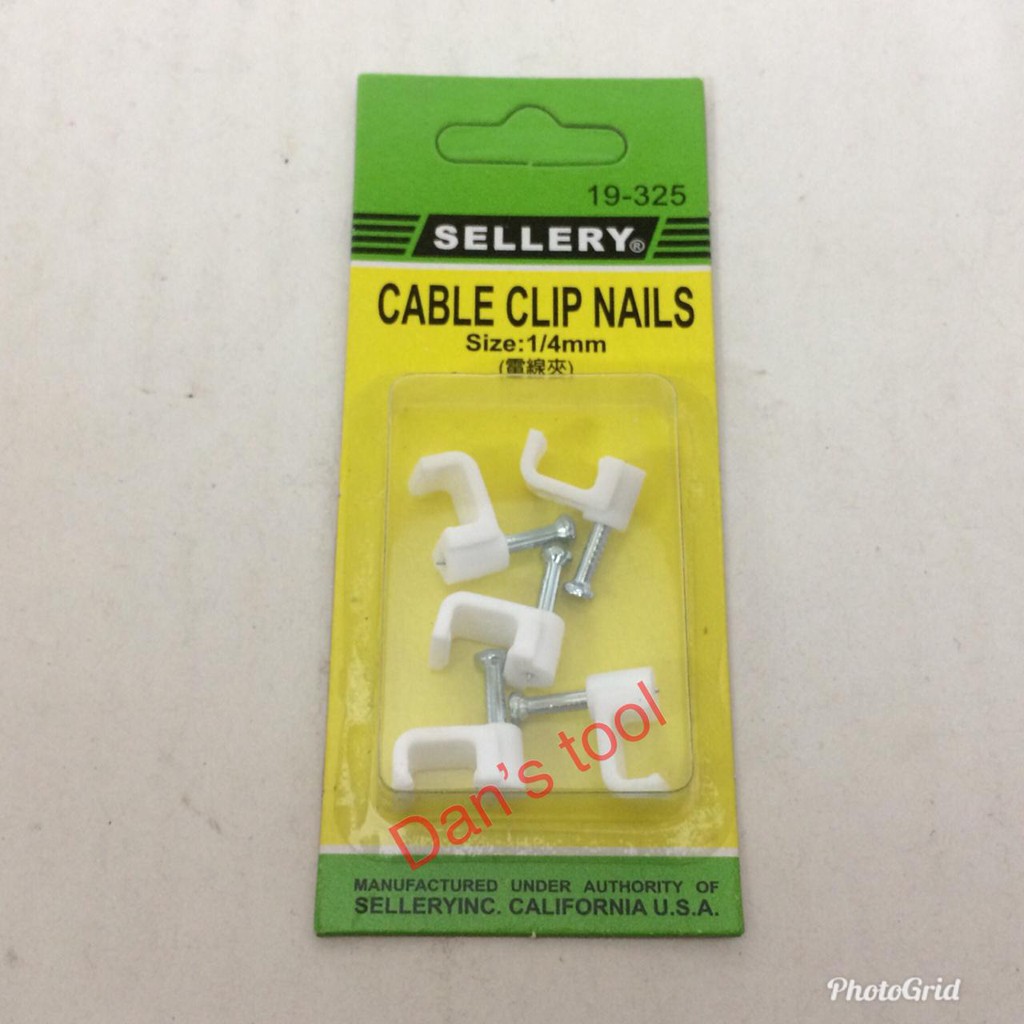 19-325
SELLERY®
CABLE CLIP NAILS
Size:1/4mm
(電線夾)
Dan's tool
MANUFACTURED UNDER AUTHORITY OF
SELLERYINC. CALIFORNIA U.S.A.
PhotoGrid